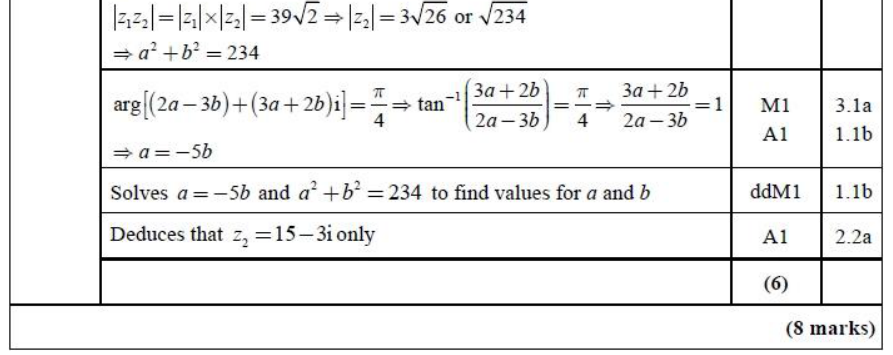 |z₁z₂| = |z₁|×|z₂| = 39√2 ⇒ |z₂| = 3√26 or √234
⇒ a² + b² = 234
arg[(2a − 3b) + (3a + 2b)i] = π/4 ⇒ tan⁻¹((3a + 2b)/(2a − 3b)) = π/4 ⇒ (3a + 2b)/(2a − 3b) = 1 M1 3.1a
⇒ a = −5b A1 1.1b
Solves a = −5b and a² + b² = 234 to find values for a and b ddM1 1.1b
Deduces that z₂ = 15 − 3i only A1 2.2a
(6)
(8 marks)